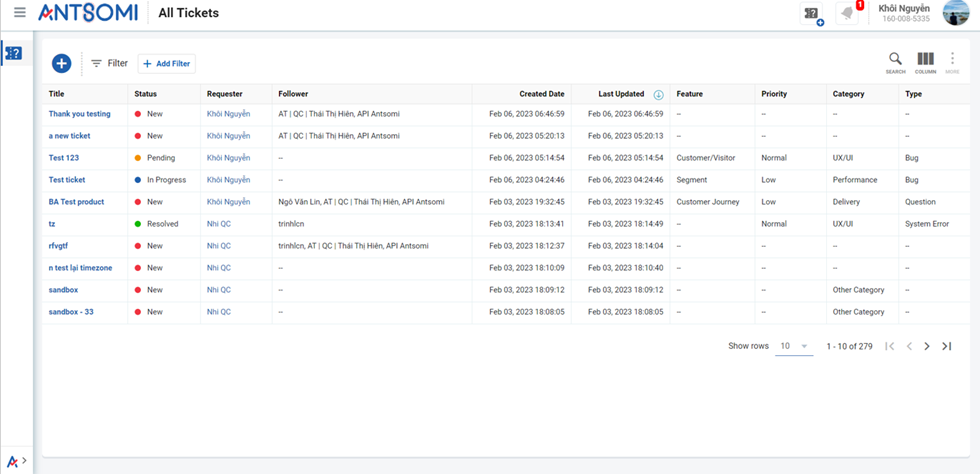 ANTSOMI All Tickets Khôi Nguyễn 1
160-008-5335
+ Filter + Add Filter SEARCH COLUMN MORE
Title Status Requester Follower Created Date Last Updated Feature Priority Category Type
Thank you testing New Khôi Nguyễn AT | QC | Thái Thị Hiên, API Antsomi Feb 06, 2023 06:46:59 Feb 06, 2023 06:46:59 -- -- -- --
a new ticket New Khôi Nguyễn AT | QC | Thái Thị Hiên, API Antsomi Feb 06, 2023 05:20:13 Feb 06, 2023 05:20:13 -- -- -- --
Test 123 Pending Khôi Nguyễn -- Feb 06, 2023 05:14:54 Feb 06, 2023 05:14:54 Customer/Visitor Normal UX/UI Bug
Test ticket In Progress Khôi Nguyễn -- Feb 06, 2023 04:24:46 Feb 06, 2023 04:24:46 Segment Low Performance Bug
BA Test product New Khôi Nguyễn Ngô Văn Lin, AT | QC | Thái Thị Hiên, API Antsomi Feb 03, 2023 19:32:45 Feb 03, 2023 19:32:45 Customer Journey Low Delivery Question
tz Resolved Nhi QC trinhlcn Feb 03, 2023 18:13:41 Feb 03, 2023 18:14:49 -- Normal UX/UI System Error
rfvgtf New Nhi QC trinhlcn, AT | QC | Thái Thị Hiên, API Antsomi Feb 03, 2023 18:12:37 Feb 03, 2023 18:14:04 -- -- -- --
n test lại timezone New Nhi QC -- Feb 03, 2023 18:10:09 Feb 03, 2023 18:10:40 -- -- -- --
sandbox New Nhi QC -- Feb 03, 2023 18:09:12 Feb 03, 2023 18:09:12 -- -- Other Category --
sandbox - 33 New Nhi QC -- Feb 03, 2023 18:08:05 Feb 03, 2023 18:08:05 -- -- Other Category --
Show rows 10 1 - 10 of 279